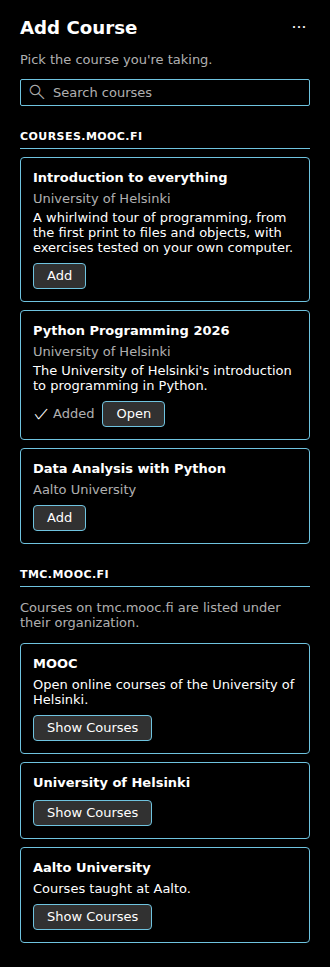 Add Course
Pick the course you're taking.
Search courses
COURSES.MOOC.FI
Introduction to everything
University of Helsinki
A whirlwind tour of programming, from
the first print to files and objects, with
exercises tested on your own computer.
Add
Python Programming 2026
University of Helsinki
The University of Helsinki's introduction
to programming in Python.
Added
Open
Data Analysis with Python
Aalto University
Add
TMC.MOOC.FI
Courses on tmc.mooc.fi are listed under
their organization.
MOOC
Open online courses of the University of
Helsinki.
Show Courses
University of Helsinki
Show Courses
Aalto University
Courses taught at Aalto.
Show Courses